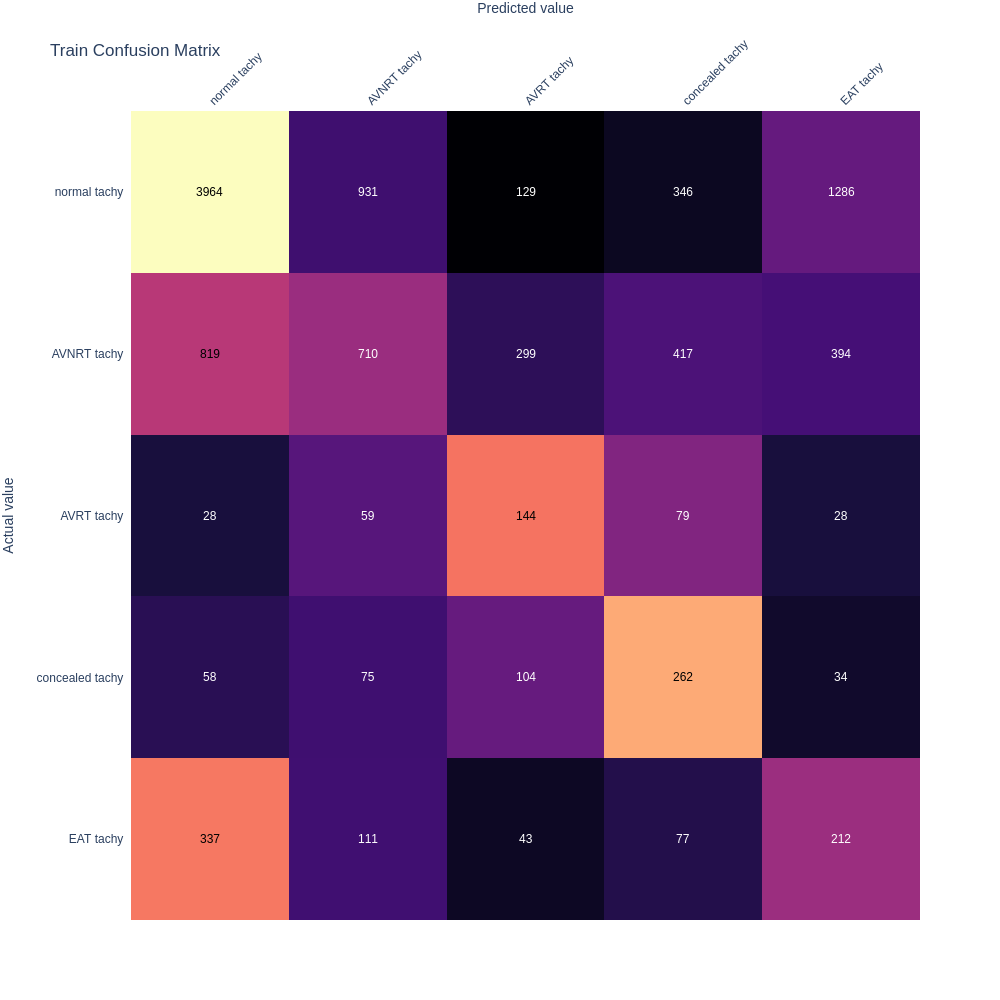 Predicted value
Train Confusion Matrix
normal tachy
AVNRT tachy
AVRT tachy
concealed tachy
EAT tachy
Actual value
normal tachy 3964 931 129 346 1286
AVNRT tachy 819 710 299 417 394
AVRT tachy 28 59 144 79 28
concealed tachy 58 75 104 262 34
EAT tachy 337 111 43 77 212